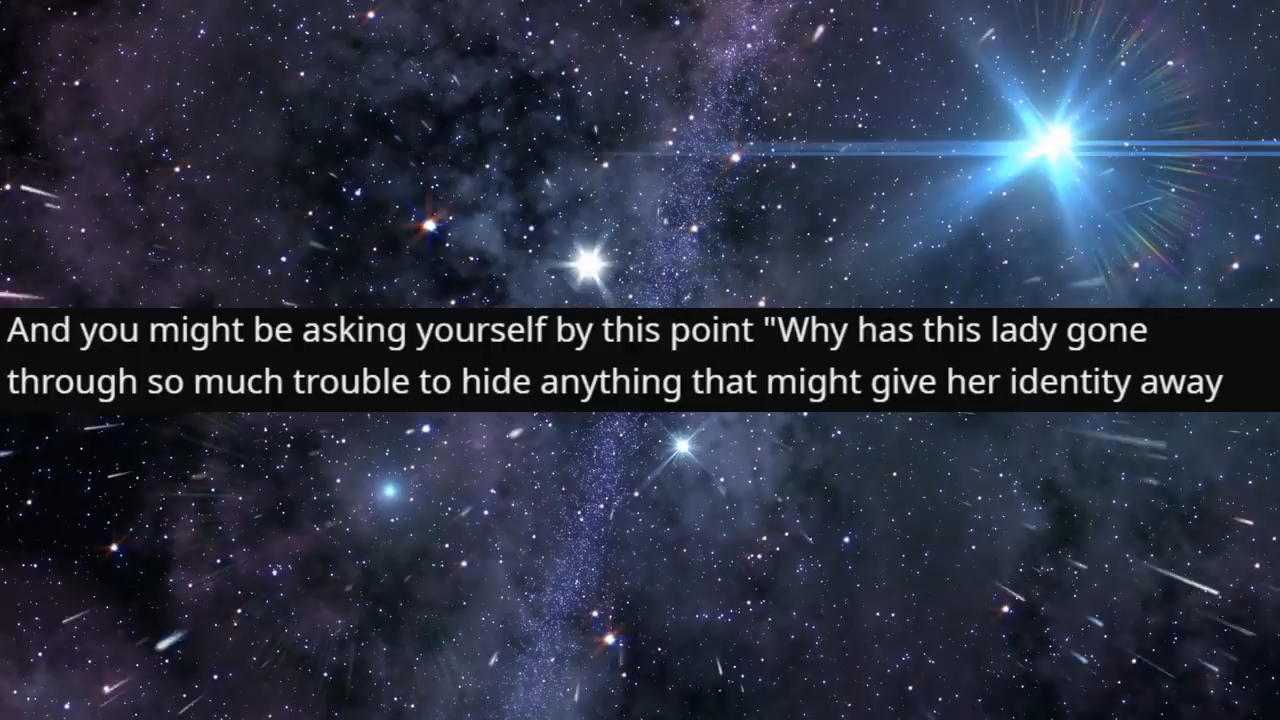 And you might be asking yourself by this point "Why has this lady gone
through so much trouble to hide anything that might give her identity away